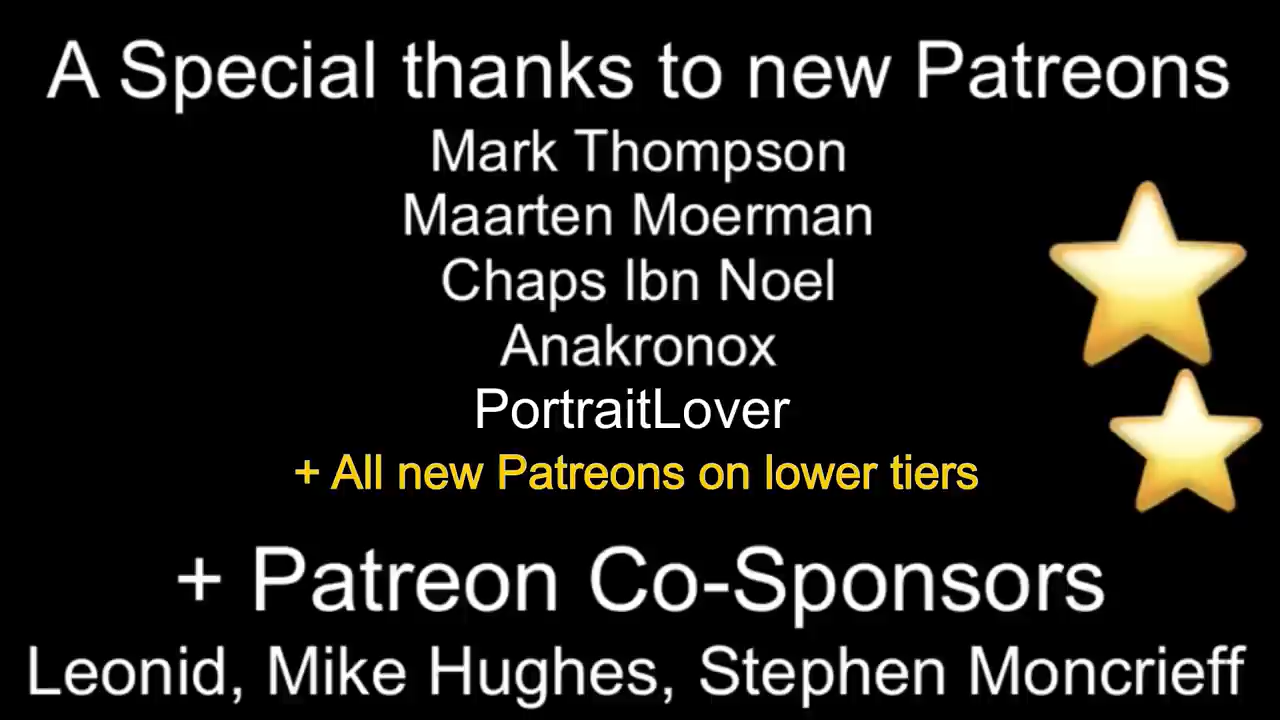 A Special thanks to new Patreons
Mark Thompson
Maarten Moerman
Chaps Ibn Noel
Anakronox
PortraitLover
+ All new Patreons on lower tiers
+ Patreon Co-Sponsors
Leonid, Mike Hughes, Stephen Moncrieff